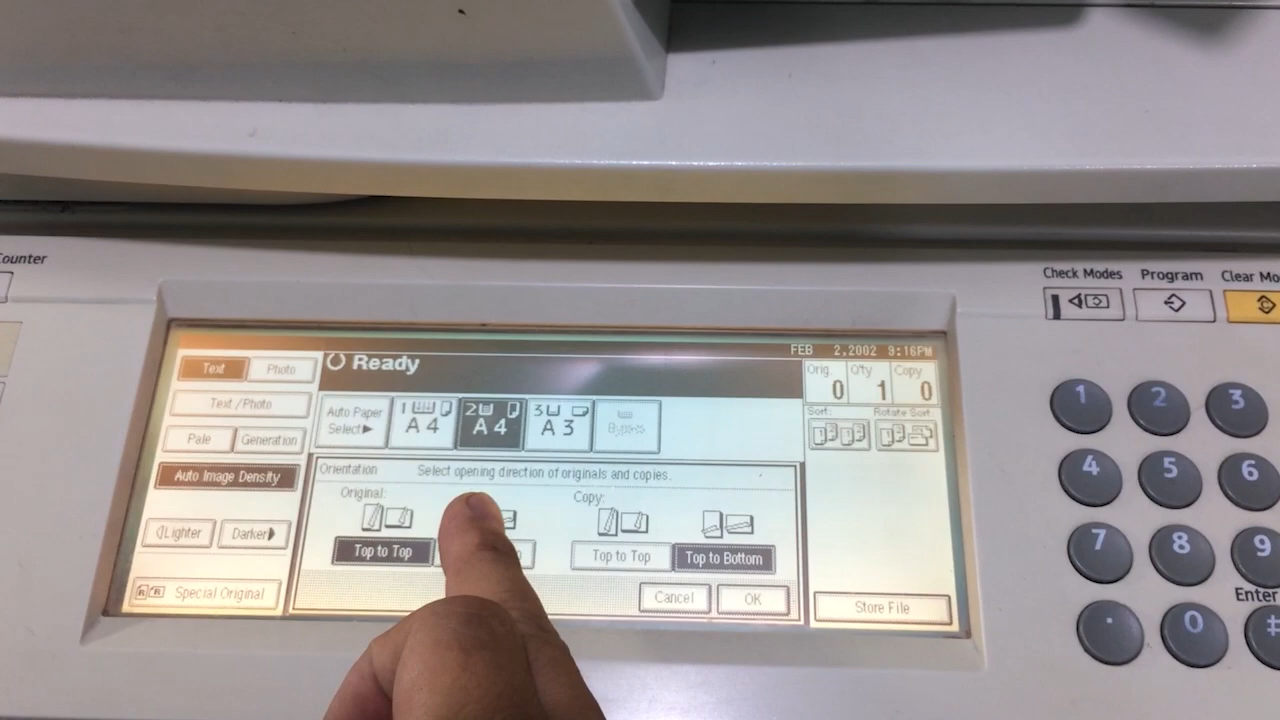 Counter
Check Modes
Program
Clear Mo
FEB 2,2002 9:16PM
Text
Photo
Ready
Orig.
Q'ty
Copy
0
1
0
Text/Photo
Auto Paper
Select▶
1
A4
2
A4
3
A3
Bypass
Sort:
Rotate Sort:
Pale
Generation
Auto Image Density
Orientation
Select opening direction of originals and copies.
Original:
Copy:
Lighter
Darker
Top to Top
Top to Top
Top to Bottom
Special Original
Cancel
OK
Store File
1
2
3
4
5
6
7
8
9
Enter
.
0
#